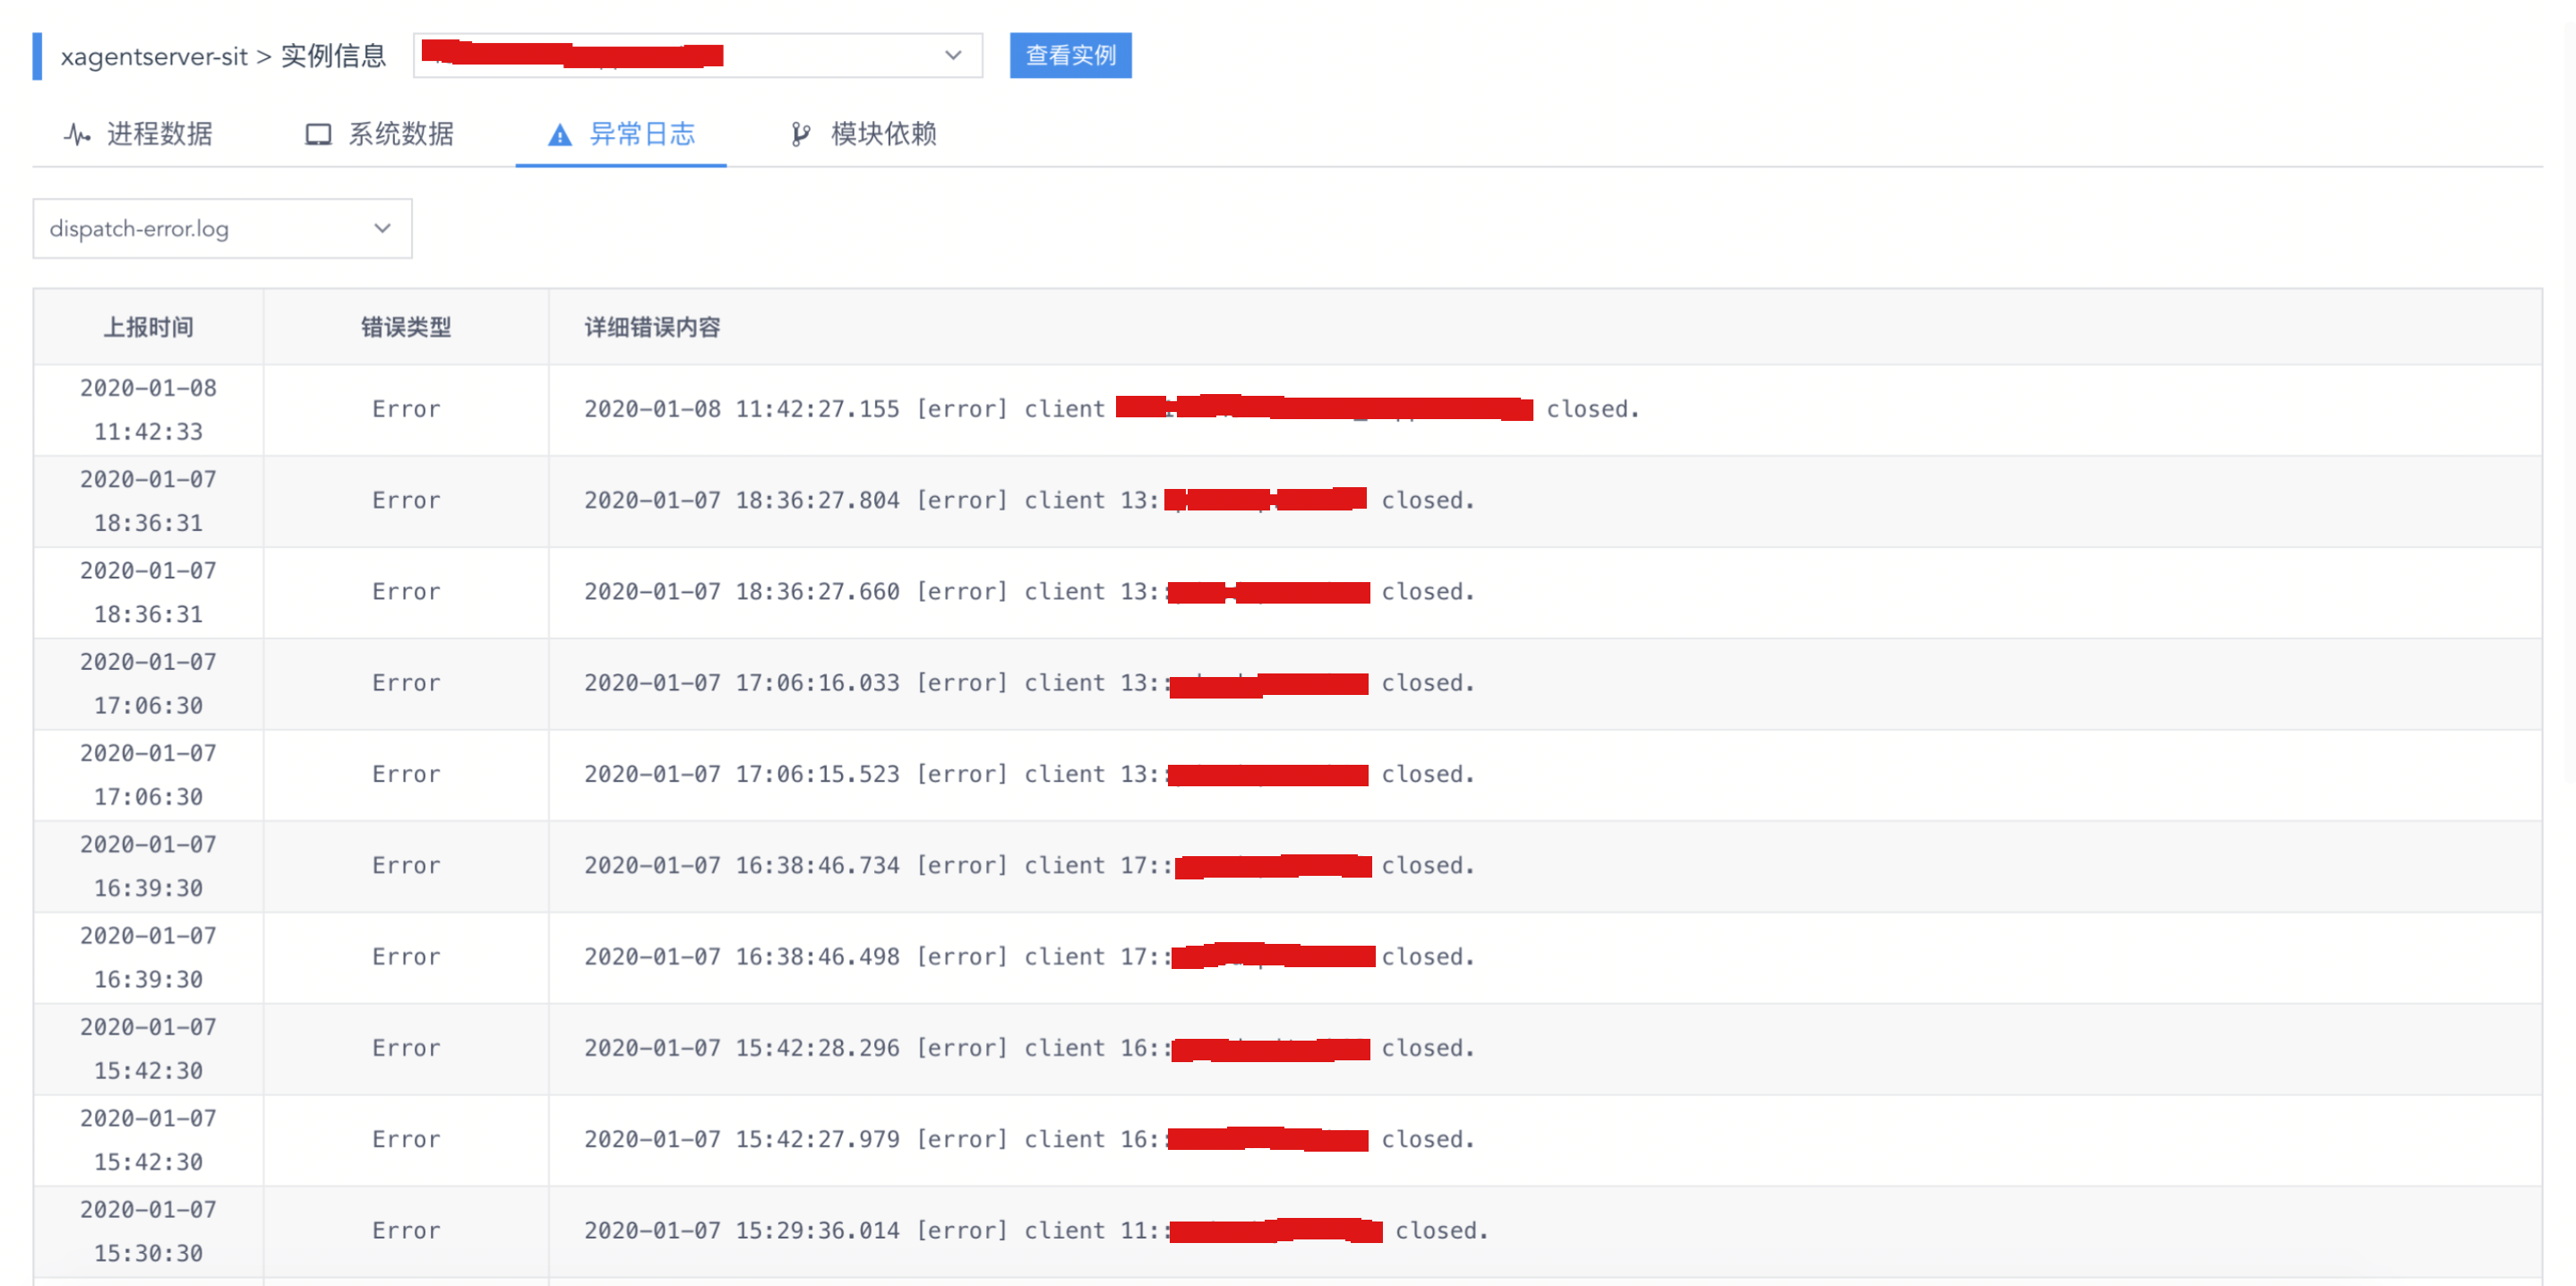 xagentserver-sit > 实例信息 查看实例
进程数据 系统数据 异常日志 模块依赖
dispatch-error.log
上报时间 错误类型 详细错误内容
2020-01-08 11:42:33 Error 2020-01-08 11:42:27.155 [error] client closed.
2020-01-07 18:36:31 Error 2020-01-07 18:36:27.804 [error] client 13: closed.
2020-01-07 18:36:31 Error 2020-01-07 18:36:27.660 [error] client 13:: closed.
2020-01-07 17:06:30 Error 2020-01-07 17:06:16.033 [error] client 13:: closed.
2020-01-07 17:06:30 Error 2020-01-07 17:06:15.523 [error] client 13:: closed.
2020-01-07 16:39:30 Error 2020-01-07 16:38:46.734 [error] client 17:: closed.
2020-01-07 16:39:30 Error 2020-01-07 16:38:46.498 [error] client 17:: closed.
2020-01-07 15:42:30 Error 2020-01-07 15:42:28.296 [error] client 16:: closed.
2020-01-07 15:42:30 Error 2020-01-07 15:42:27.979 [error] client 16:: closed.
2020-01-07 15:30:30 Error 2020-01-07 15:29:36.014 [error] client 11:: closed.